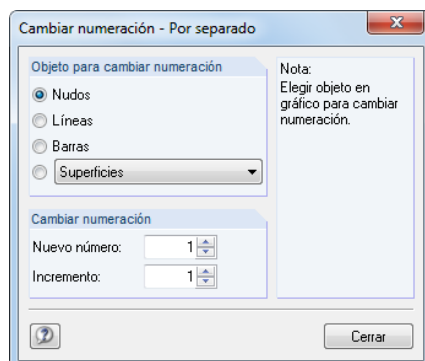 Cambiar numeración - Por separado
Objeto para cambiar numeración
Nudos
Líneas
Barras
Superficies
Nota:
Elegir objeto en
gráfico para cambiar
numeración.
Cambiar numeración
Nuevo número: 1
Incremento: 1
Cerrar